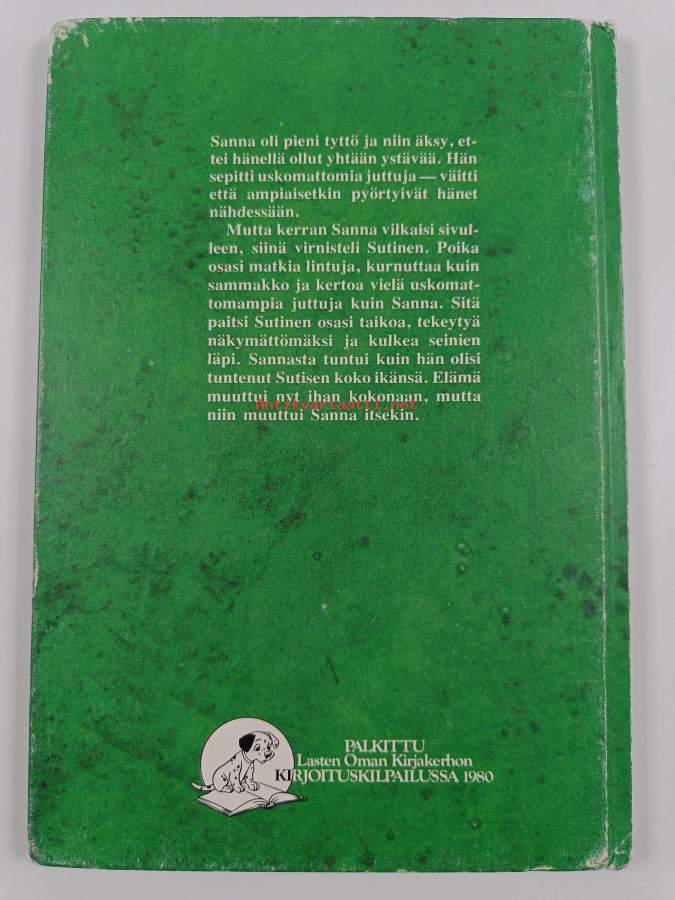 Sanna oli pieni tyttö ja niin äksy, et-
tei hänellä ollut yhtään ystävää. Hän
sepitti uskomattomia juttuja — väitti
että ampiaisetkin pyörtyivät hänet
nähdessään.
Mutta kerran Sanna vilkaisi sivul-
leen, siinä virnisteli Sutinen. Poika
osasi matkia lintuja, kurnuttaa kuin
sammakko ja kertoa vielä uskomat-
tomampia juttuja kuin Sanna. Sitä
paitsi Sutinen osasi taikoa, tekeytyä
näkymättömäksi ja kulkea seinien
läpi. Sannasta tuntui kuin hän olisi
tuntenut Sutisen koko ikänsä. Elämä
muuttui nyt ihan kokonaan, mutta
Antikvariaatti.net
niin muuttui Sanna itsekin.
PALKITTU
Lasten Oman Kirjakerhon
KIRJOITUSKILPAILUSSA 1980